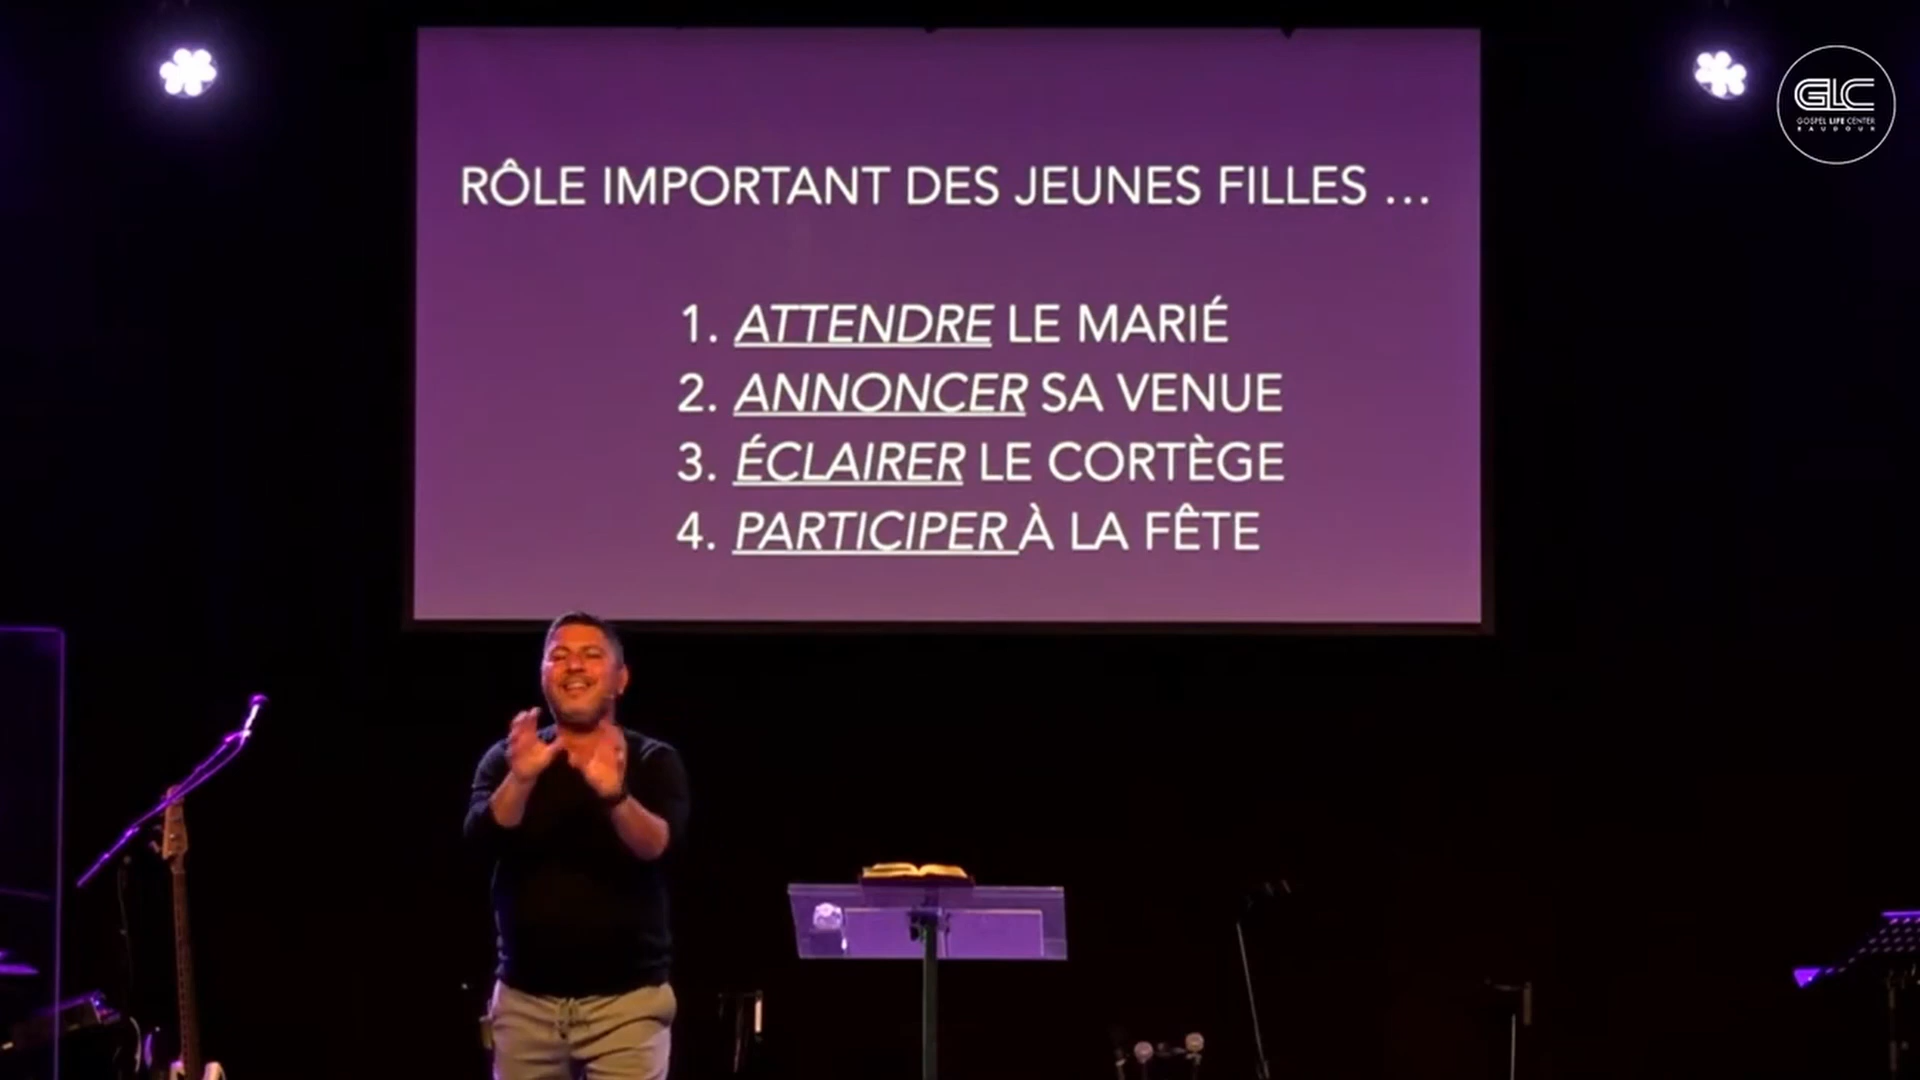 RÔLE IMPORTANT DES JEUNES FILLES ...
1. ATTENDRE LE MARIÉ
2. ANNONCER SA VENUE
3. ÉCLAIRER LE CORTÈGE
4. PARTICIPER À LA FÊTE
GLC
GOSPEL LIFE CENTER
BAUDOUR